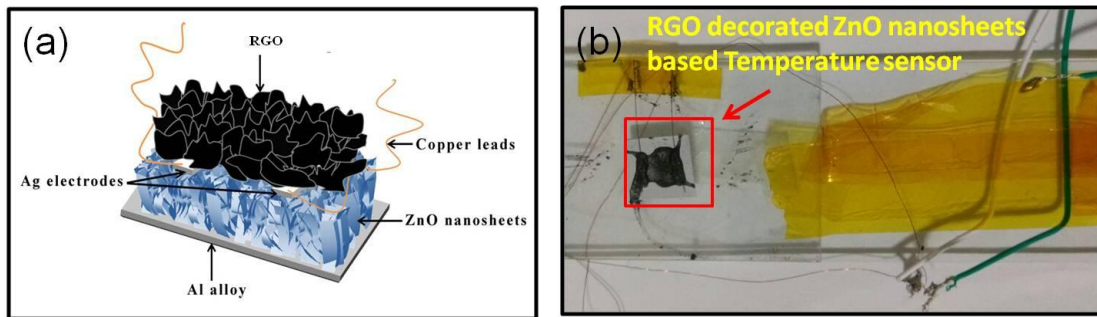 (a)
RGO
Copper leads
Ag electrodes
ZnO nanosheets
Al alloy
(b)
RGO decorated ZnO nanosheets
based Temperature sensor